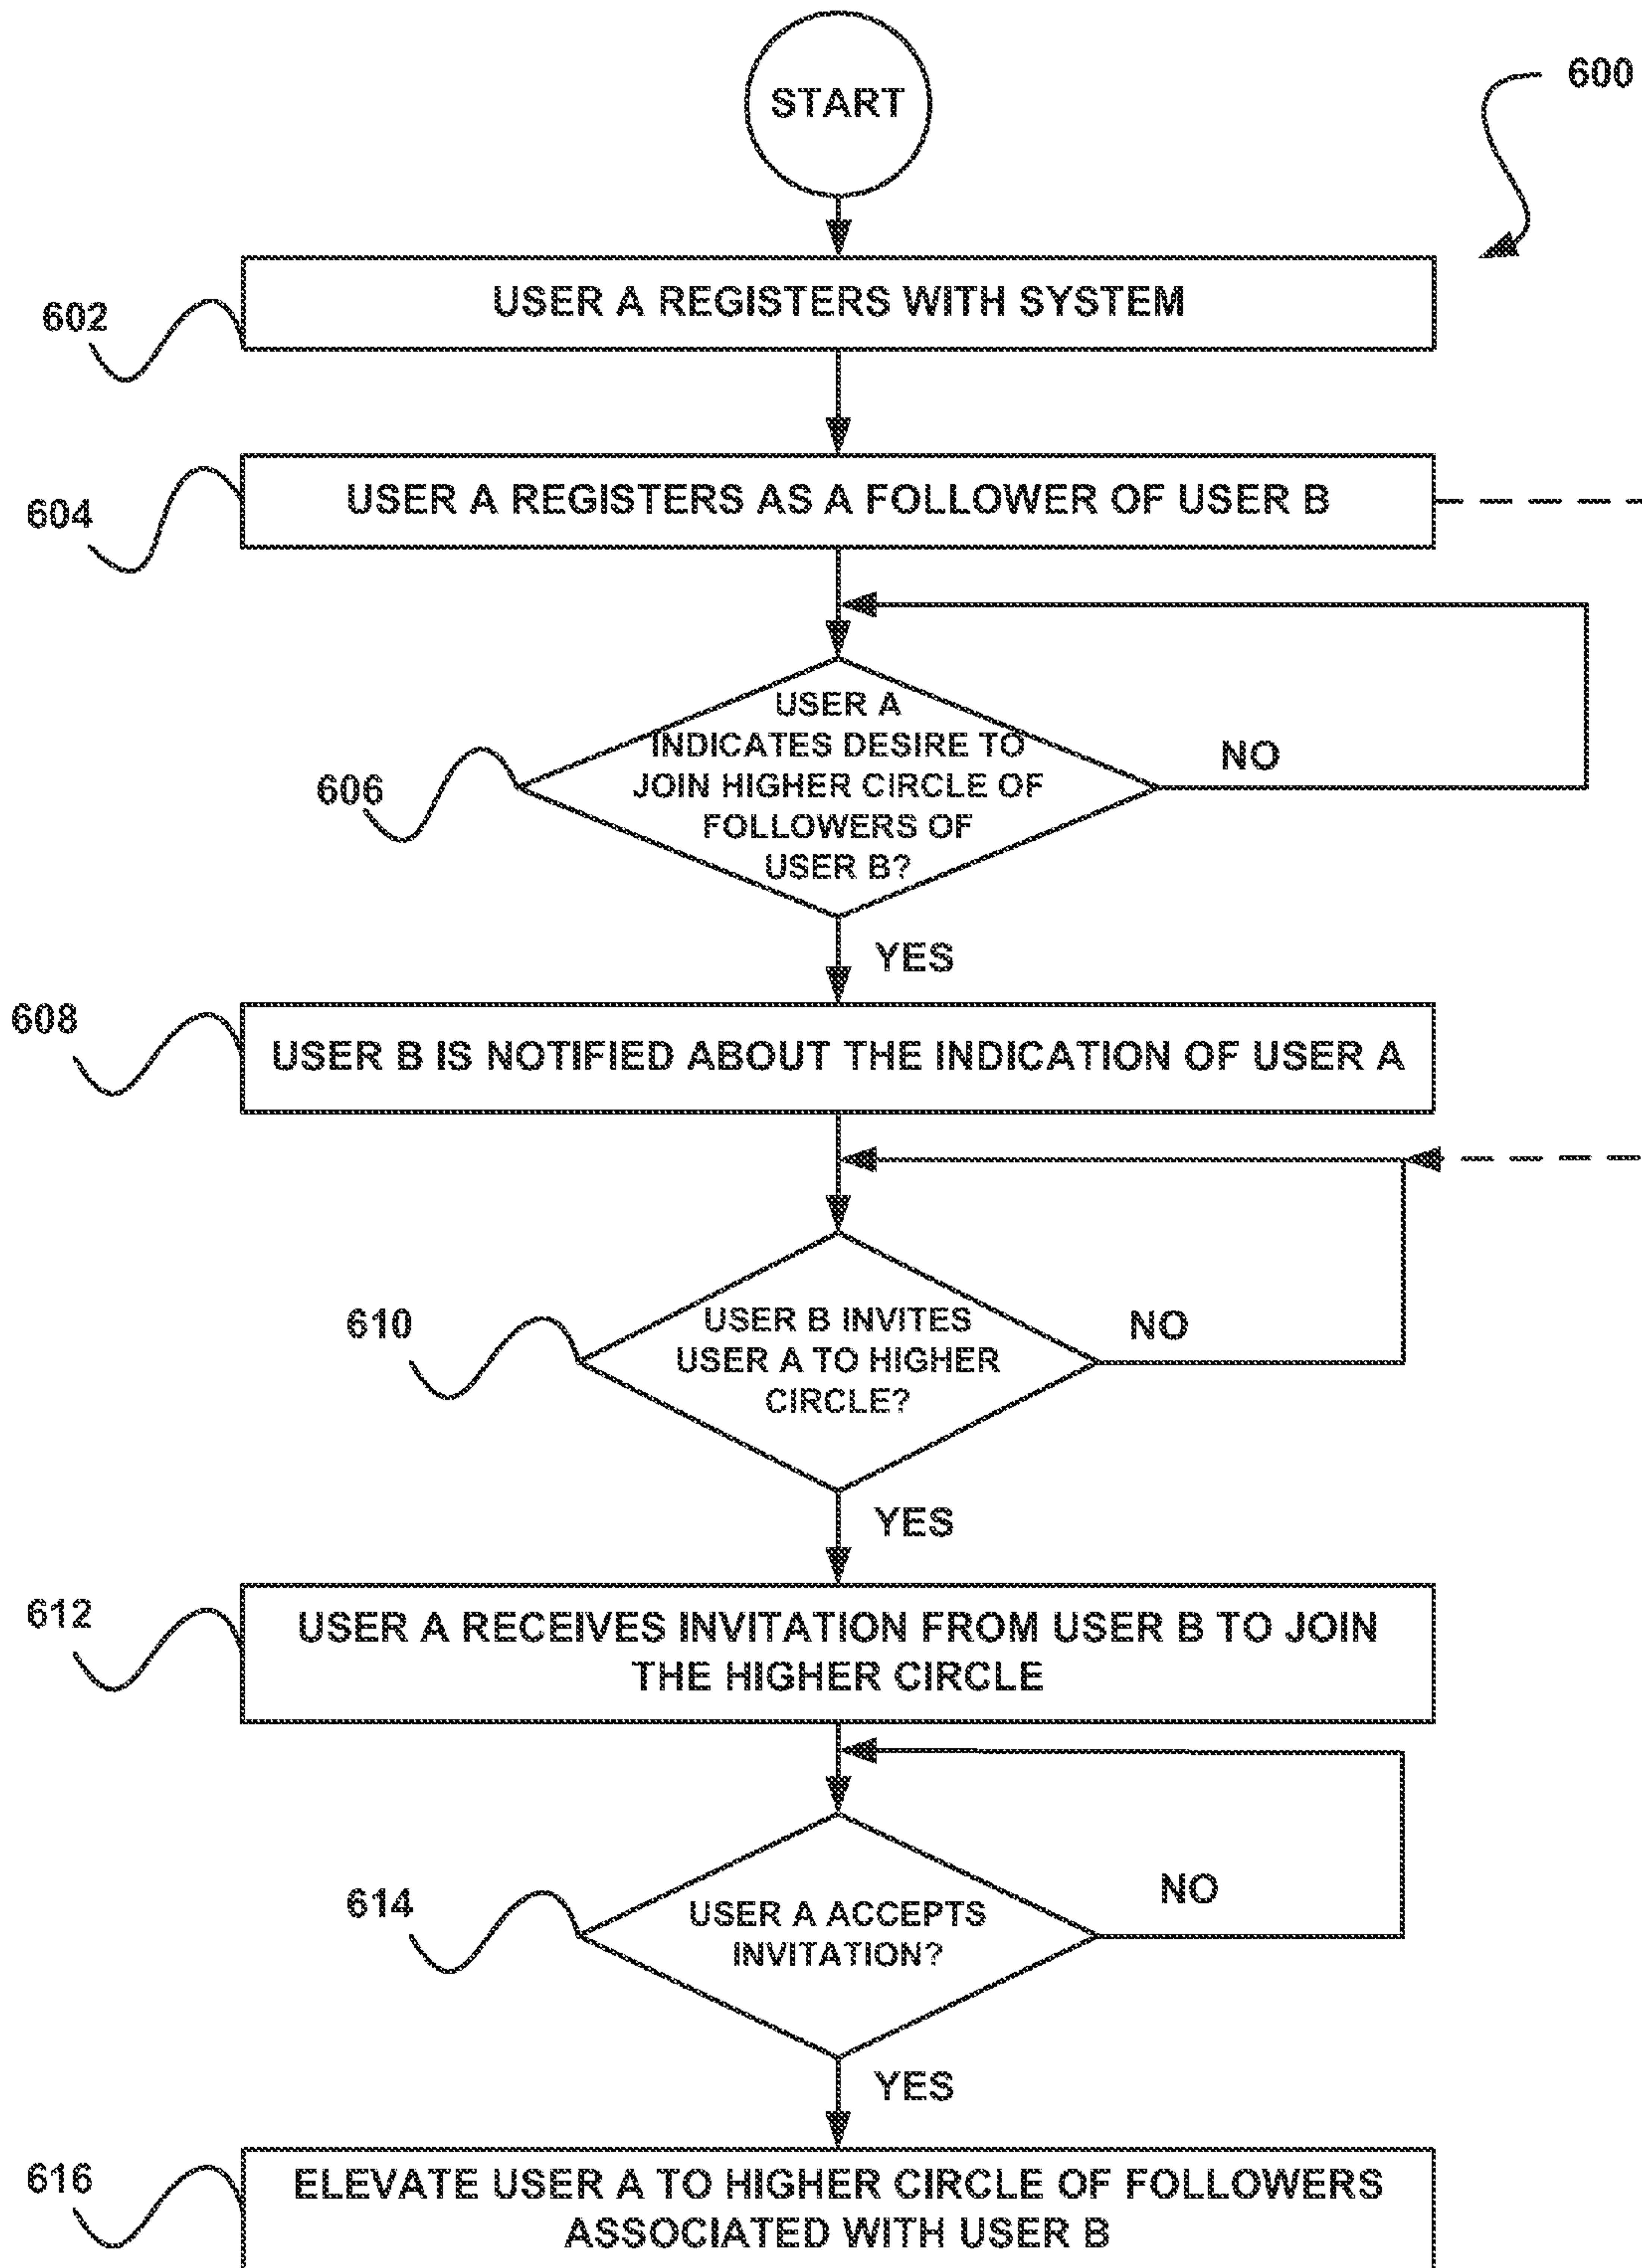 START
600
602
USER A REGISTERS WITH SYSTEM
604
USER A REGISTERS AS A FOLLOWER OF USER B
USER A
INDICATES DESIRE TO
JOIN HIGHER CIRCLE OF
FOLLOWERS OF
USER B?
NO
606
YES
608
USER B IS NOTIFIED ABOUT THE INDICATION OF USER A
610
USER B INVITES
USER A TO HIGHER
CIRCLE?
NO
YES
612
USER A RECEIVES INVITATION FROM USER B TO JOIN
THE HIGHER CIRCLE
614
USER A ACCEPTS
INVITATION?
NO
YES
616
ELEVATE USER A TO HIGHER CIRCLE OF FOLLOWERS
ASSOCIATED WITH USER B